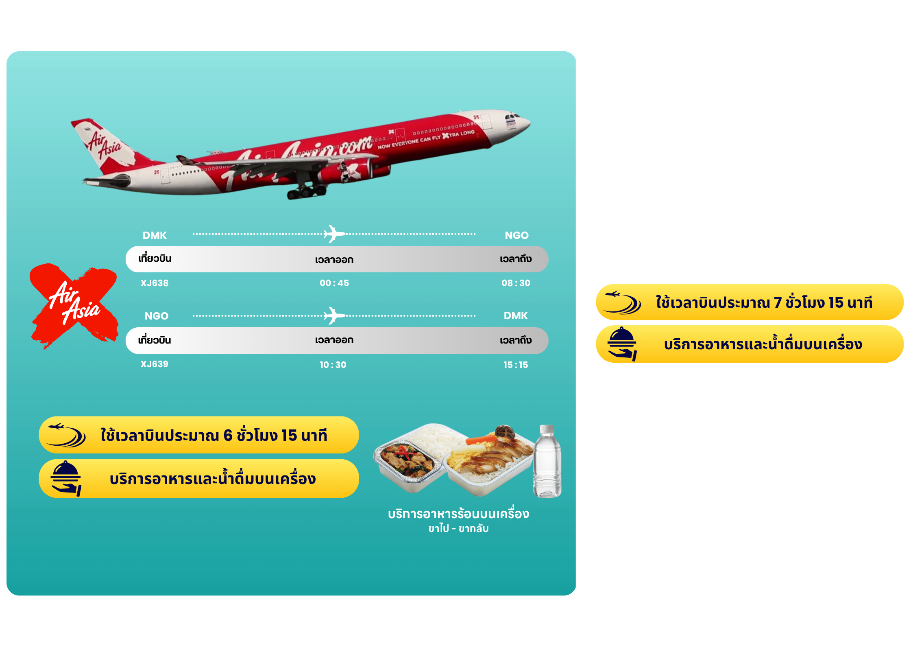 Air
Asia
AirAsia.com
NOW EVERYONE CAN FLY XTRA LONG
DMK
NGO
เที่ยวบิน
เวลาออก
เวลาถึง
XJ638
00 : 45
08 : 30
Air
Asia
NGO
DMK
เที่ยวบิน
เวลาออก
เวลาถึง
XJ639
10 : 30
15 : 15
ใช้เวลาบินประมาณ 6 ชั่วโมง 15 นาที
บริการอาหารและน้ำดื่มบนเครื่อง
บริการอาหารร้อนบนเครื่อง
ขาไป - ขากลับ
ใช้เวลาบินประมาณ 7 ชั่วโมง 15 นาที
บริการอาหารและน้ำดื่มบนเครื่อง